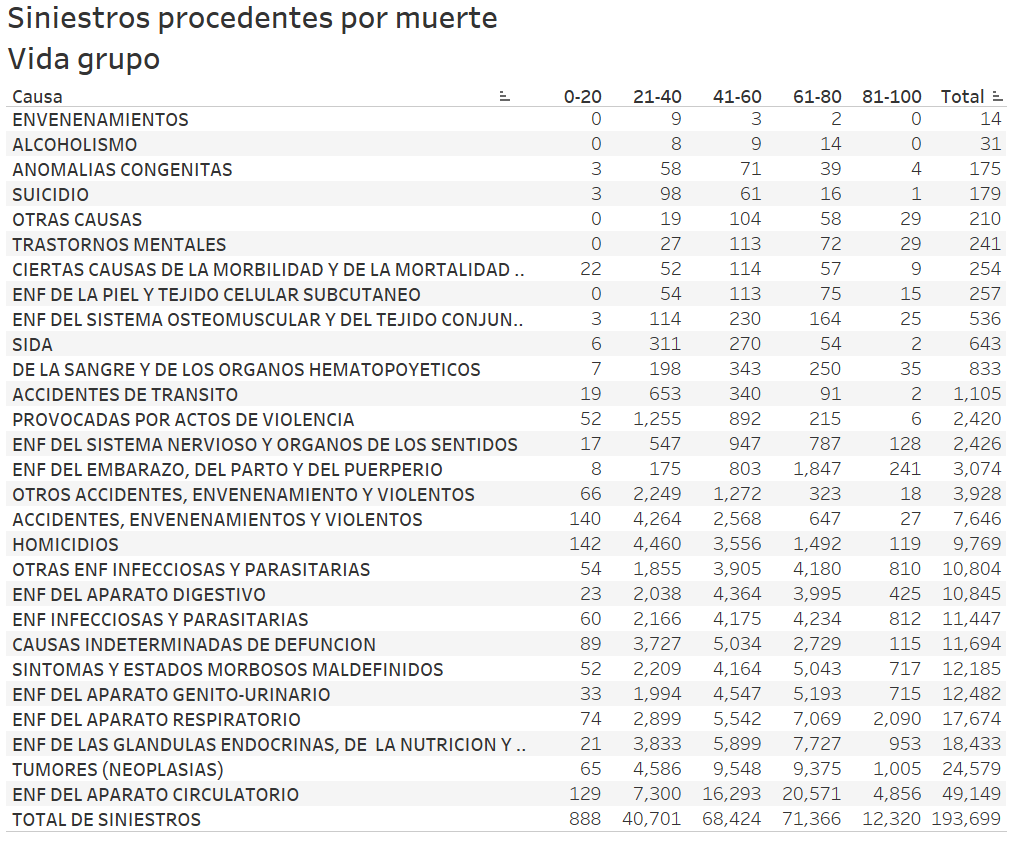 Siniestros procedentes por muerte
Vida grupo
Causa 0-20 21-40 41-60 61-80 81-100 Total
ENVENENAMIENTOS 0 9 3 2 0 14
ALCOHOLISMO 0 8 9 14 0 31
ANOMALIAS CONGENITAS 3 58 71 39 4 175
SUICIDIO 3 98 61 16 1 179
OTRAS CAUSAS 0 19 104 58 29 210
TRASTORNOS MENTALES 0 27 113 72 29 241
CIERTAS CAUSAS DE LA MORBILIDAD Y DE LA MORTALIDAD .. 22 52 114 57 9 254
ENF DE LA PIEL Y TEJIDO CELULAR SUBCUTANEO 0 54 113 75 15 257
ENF DEL SISTEMA OSTEOMUSCULAR Y DEL TEJIDO CONJUN.. 3 114 230 164 25 536
SIDA 6 311 270 54 2 643
DE LA SANGRE Y DE LOS ORGANOS HEMATOPOYETICOS 7 198 343 250 35 833
ACCIDENTES DE TRANSITO 19 653 340 91 2 1,105
PROVOCADAS POR ACTOS DE VIOLENCIA 52 1,255 892 215 6 2,420
ENF DEL SISTEMA NERVIOSO Y ORGANOS DE LOS SENTIDOS 17 547 947 787 128 2,426
ENF DEL EMBARAZO, DEL PARTO Y DEL PUERPERIO 8 175 803 1,847 241 3,074
OTROS ACCIDENTES, ENVENENAMIENTO Y VIOLENTOS 66 2,249 1,272 323 18 3,928
ACCIDENTES, ENVENENAMIENTOS Y VIOLENTOS 140 4,264 2,568 647 27 7,646
HOMICIDIOS 142 4,460 3,556 1,492 119 9,769
OTRAS ENF INFECCIOSAS Y PARASITARIAS 54 1,855 3,905 4,180 810 10,804
ENF DEL APARATO DIGESTIVO 23 2,038 4,364 3,995 425 10,845
ENF INFECCIOSAS Y PARASITARIAS 60 2,166 4,175 4,234 812 11,447
CAUSAS INDETERMINADAS DE DEFUNCION 89 3,727 5,034 2,729 115 11,694
SINTOMAS Y ESTADOS MORBOSOS MALDEFINIDOS 52 2,209 4,164 5,043 717 12,185
ENF DEL APARATO GENITO-URINARIO 33 1,994 4,547 5,193 715 12,482
ENF DEL APARATO RESPIRATORIO 74 2,899 5,542 7,069 2,090 17,674
ENF DE LAS GLANDULAS ENDOCRINAS, DE  LA NUTRICION Y .. 21 3,833 5,899 7,727 953 18,433
TUMORES (NEOPLASIAS) 65 4,586 9,548 9,375 1,005 24,579
ENF DEL APARATO CIRCULATORIO 129 7,300 16,293 20,571 4,856 49,149
TOTAL DE SINIESTROS 888 40,701 68,424 71,366 12,320 193,699